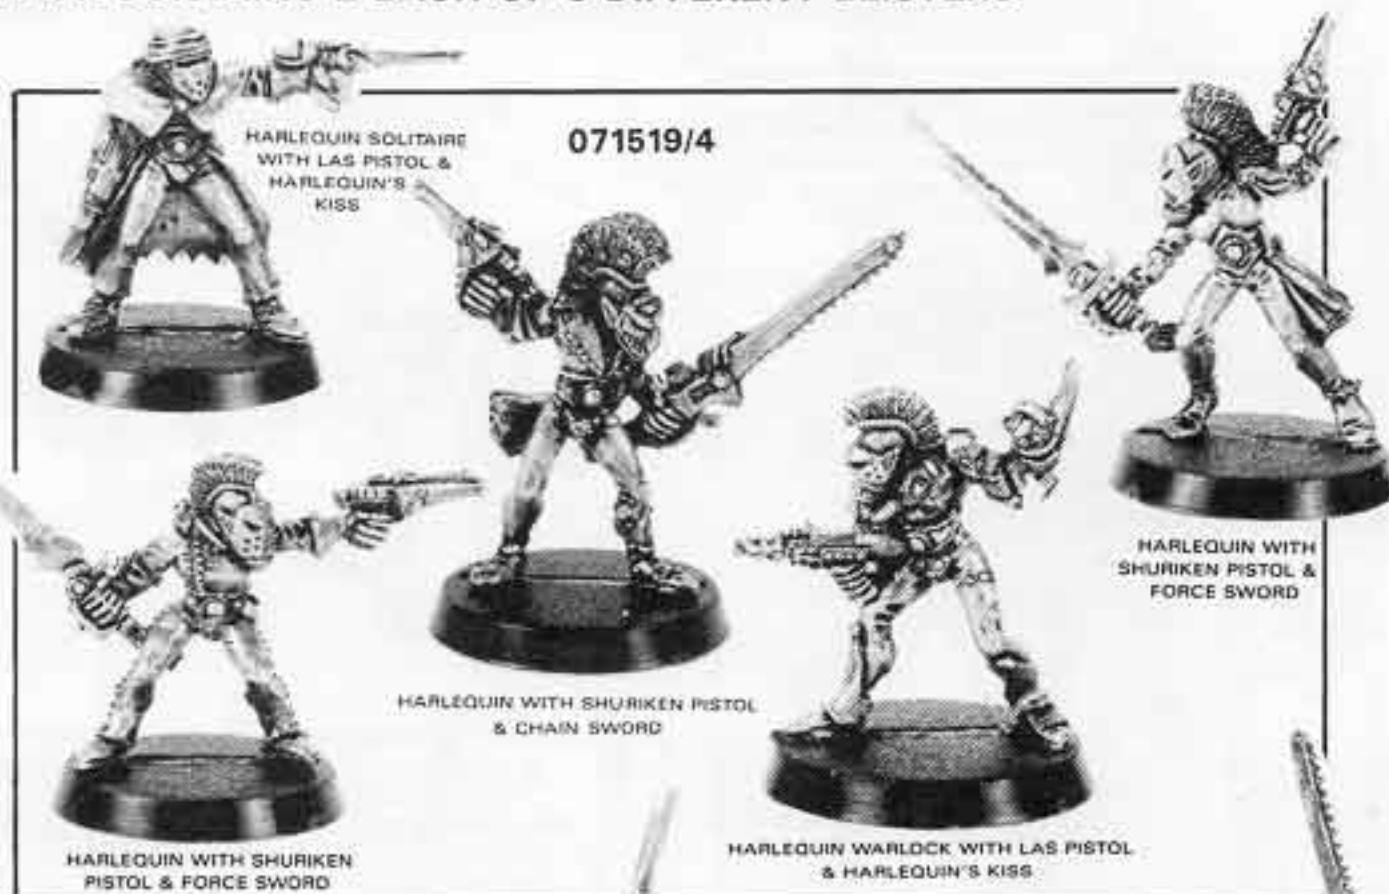 HARLEQUIN SOLITAIRE
WITH LAS PISTOL &
HARLEQUIN'S
KISS
071519/4
HARLEQUIN WITH
SHURIKEN PISTOL &
FORCE SWORD
HARLEQUIN WITH SHURIKEN PISTOL
& CHAIN SWORD
HARLEQUIN WITH SHURIKEN
PISTOL & FORCE SWORD
HARLEQUIN WARLOCK WITH LAS PISTOL
& HARLEQUIN'S KISS